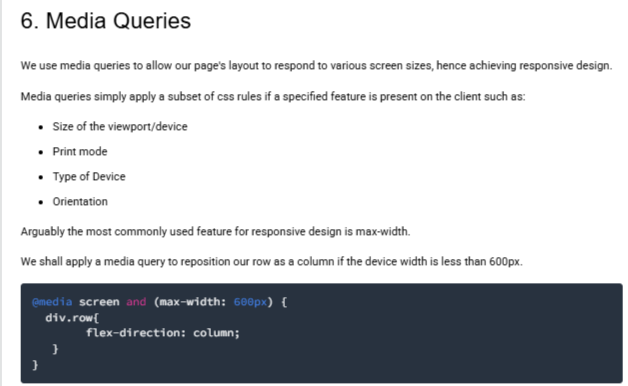 6. Media Queries
We use media queries to allow our page's layout to respond to various screen sizes, hence achieving responsive design.
Media queries simply apply a subset of css rules if a specified feature is present on the client such as:
• Size of the viewport/device
• Print mode
• Type of Device
• Orientation
Arguably the most commonly used feature for responsive design is max-width.
We shall apply a media query to reposition our row as a column if the device width is less than 600px.
@media screen and (max-width: 600px) {
  div.row{
        flex-direction: column;
   }
}